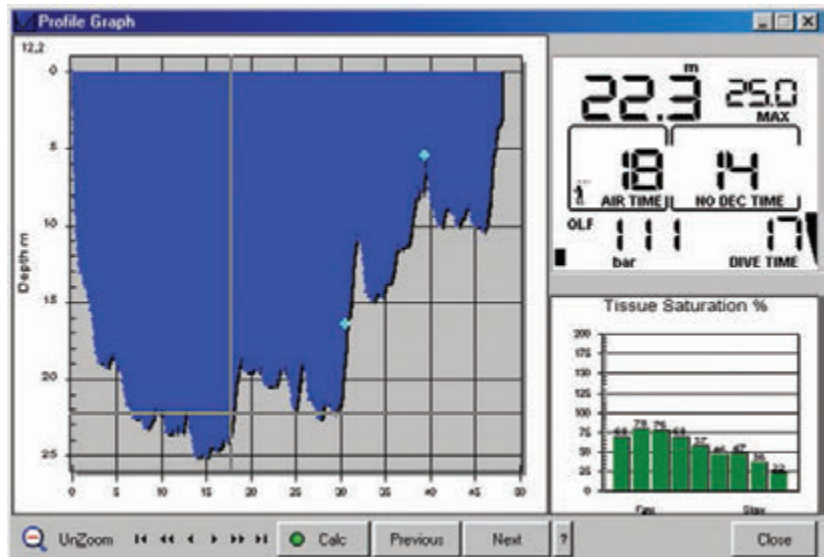 Profile Graph
12,2
0
5
10
15
20
25
Depth m
0 5 10 15 20 25 30 35 40 45 50
22.3 m 25.0
MAX
18 14
AIR TIME NO DEC TIME
OLF 111 17
bar DIVE TIME
Tissue Saturation %
200
175
150
125
100
75
50
25
0
UnZoom Calc Previous Next ? Close